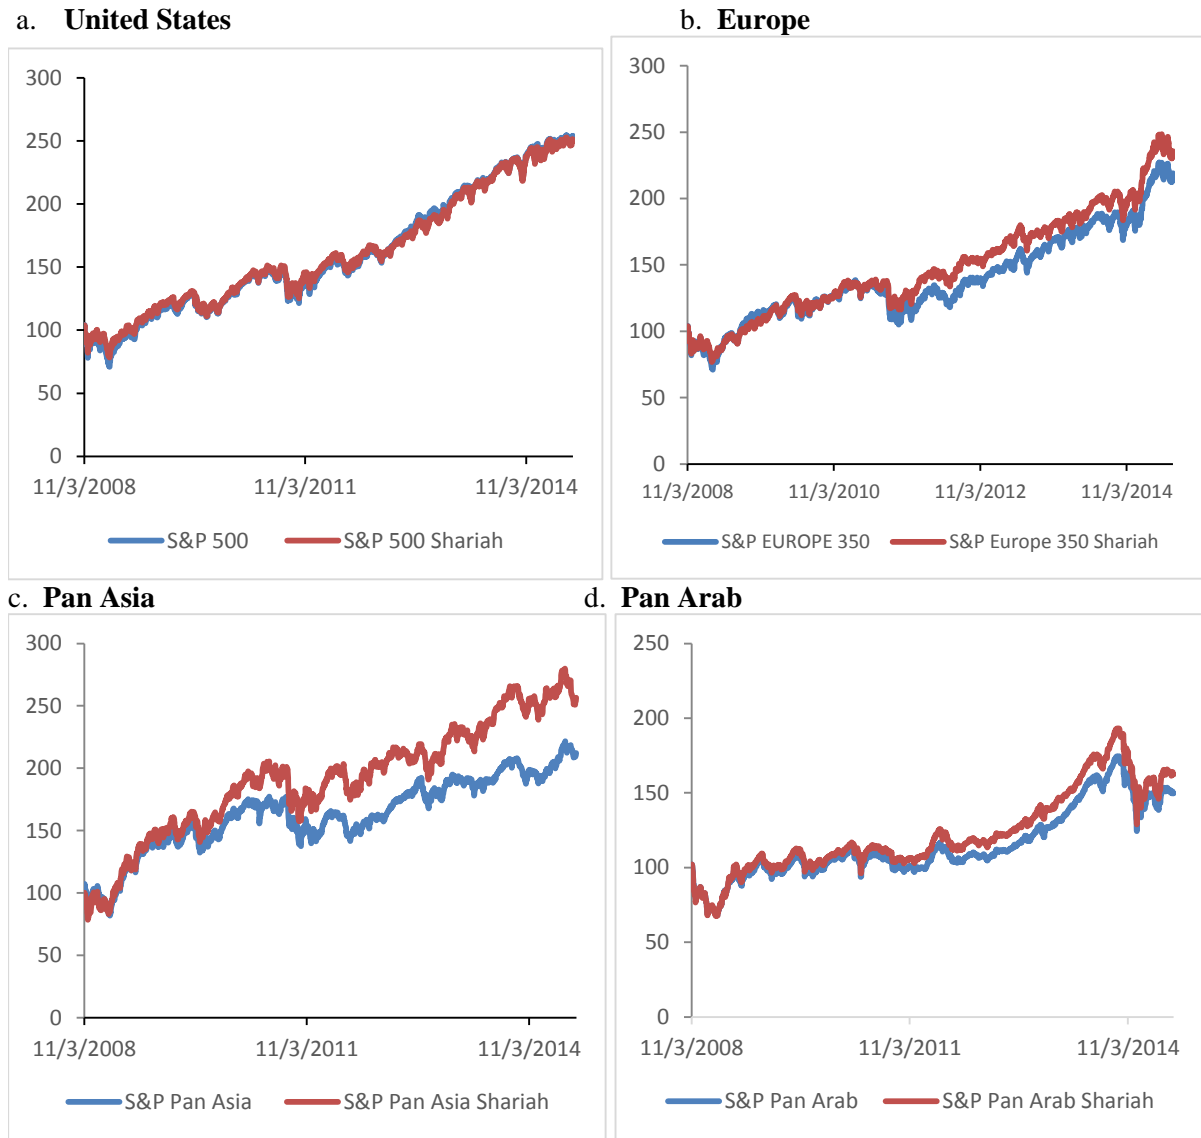 a. United States
300
250
200
150
100
50
0
11/3/2008 11/3/2011 11/3/2014
S&P 500 S&P 500 Shariah
b. Europe
300
250
200
150
100
50
0
11/3/2008 11/3/2010 11/3/2012 11/3/2014
S&P EUROPE 350 S&P Europe 350 Shariah
c. Pan Asia
300
250
200
150
100
50
0
11/3/2008 11/3/2011 11/3/2014
S&P Pan Asia S&P Pan Asia Shariah
d. Pan Arab
250
200
150
100
50
0
11/3/2008 11/3/2011 11/3/2014
S&P Pan Arab S&P Pan Arab Shariah